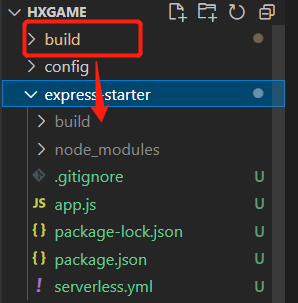 HXGAME
build
config
express-starter
build
node_modules
.gitignore U
JS app.js U
{} package-lock.json U
{} package.json U
! serverless.yml U